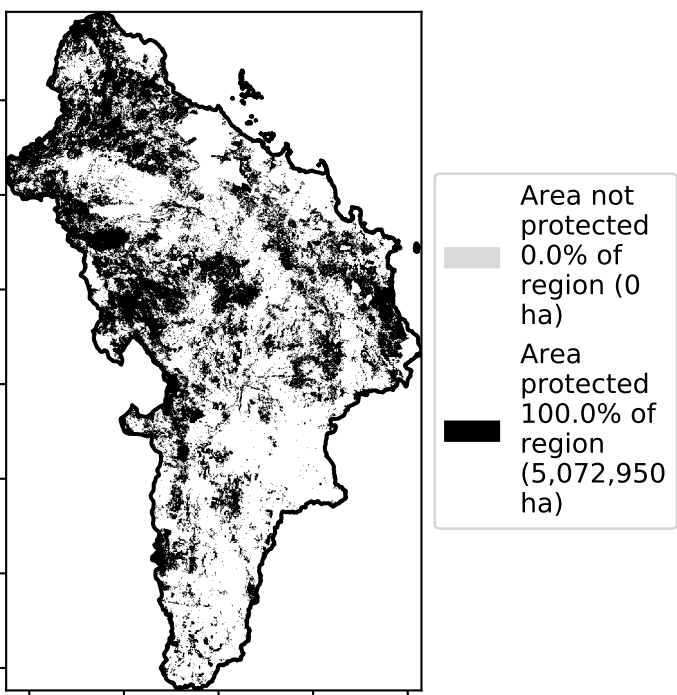 Area not
protected
0.0% of
region (0
ha)
Area
protected
100.0% of
region
(5,072,950
ha)